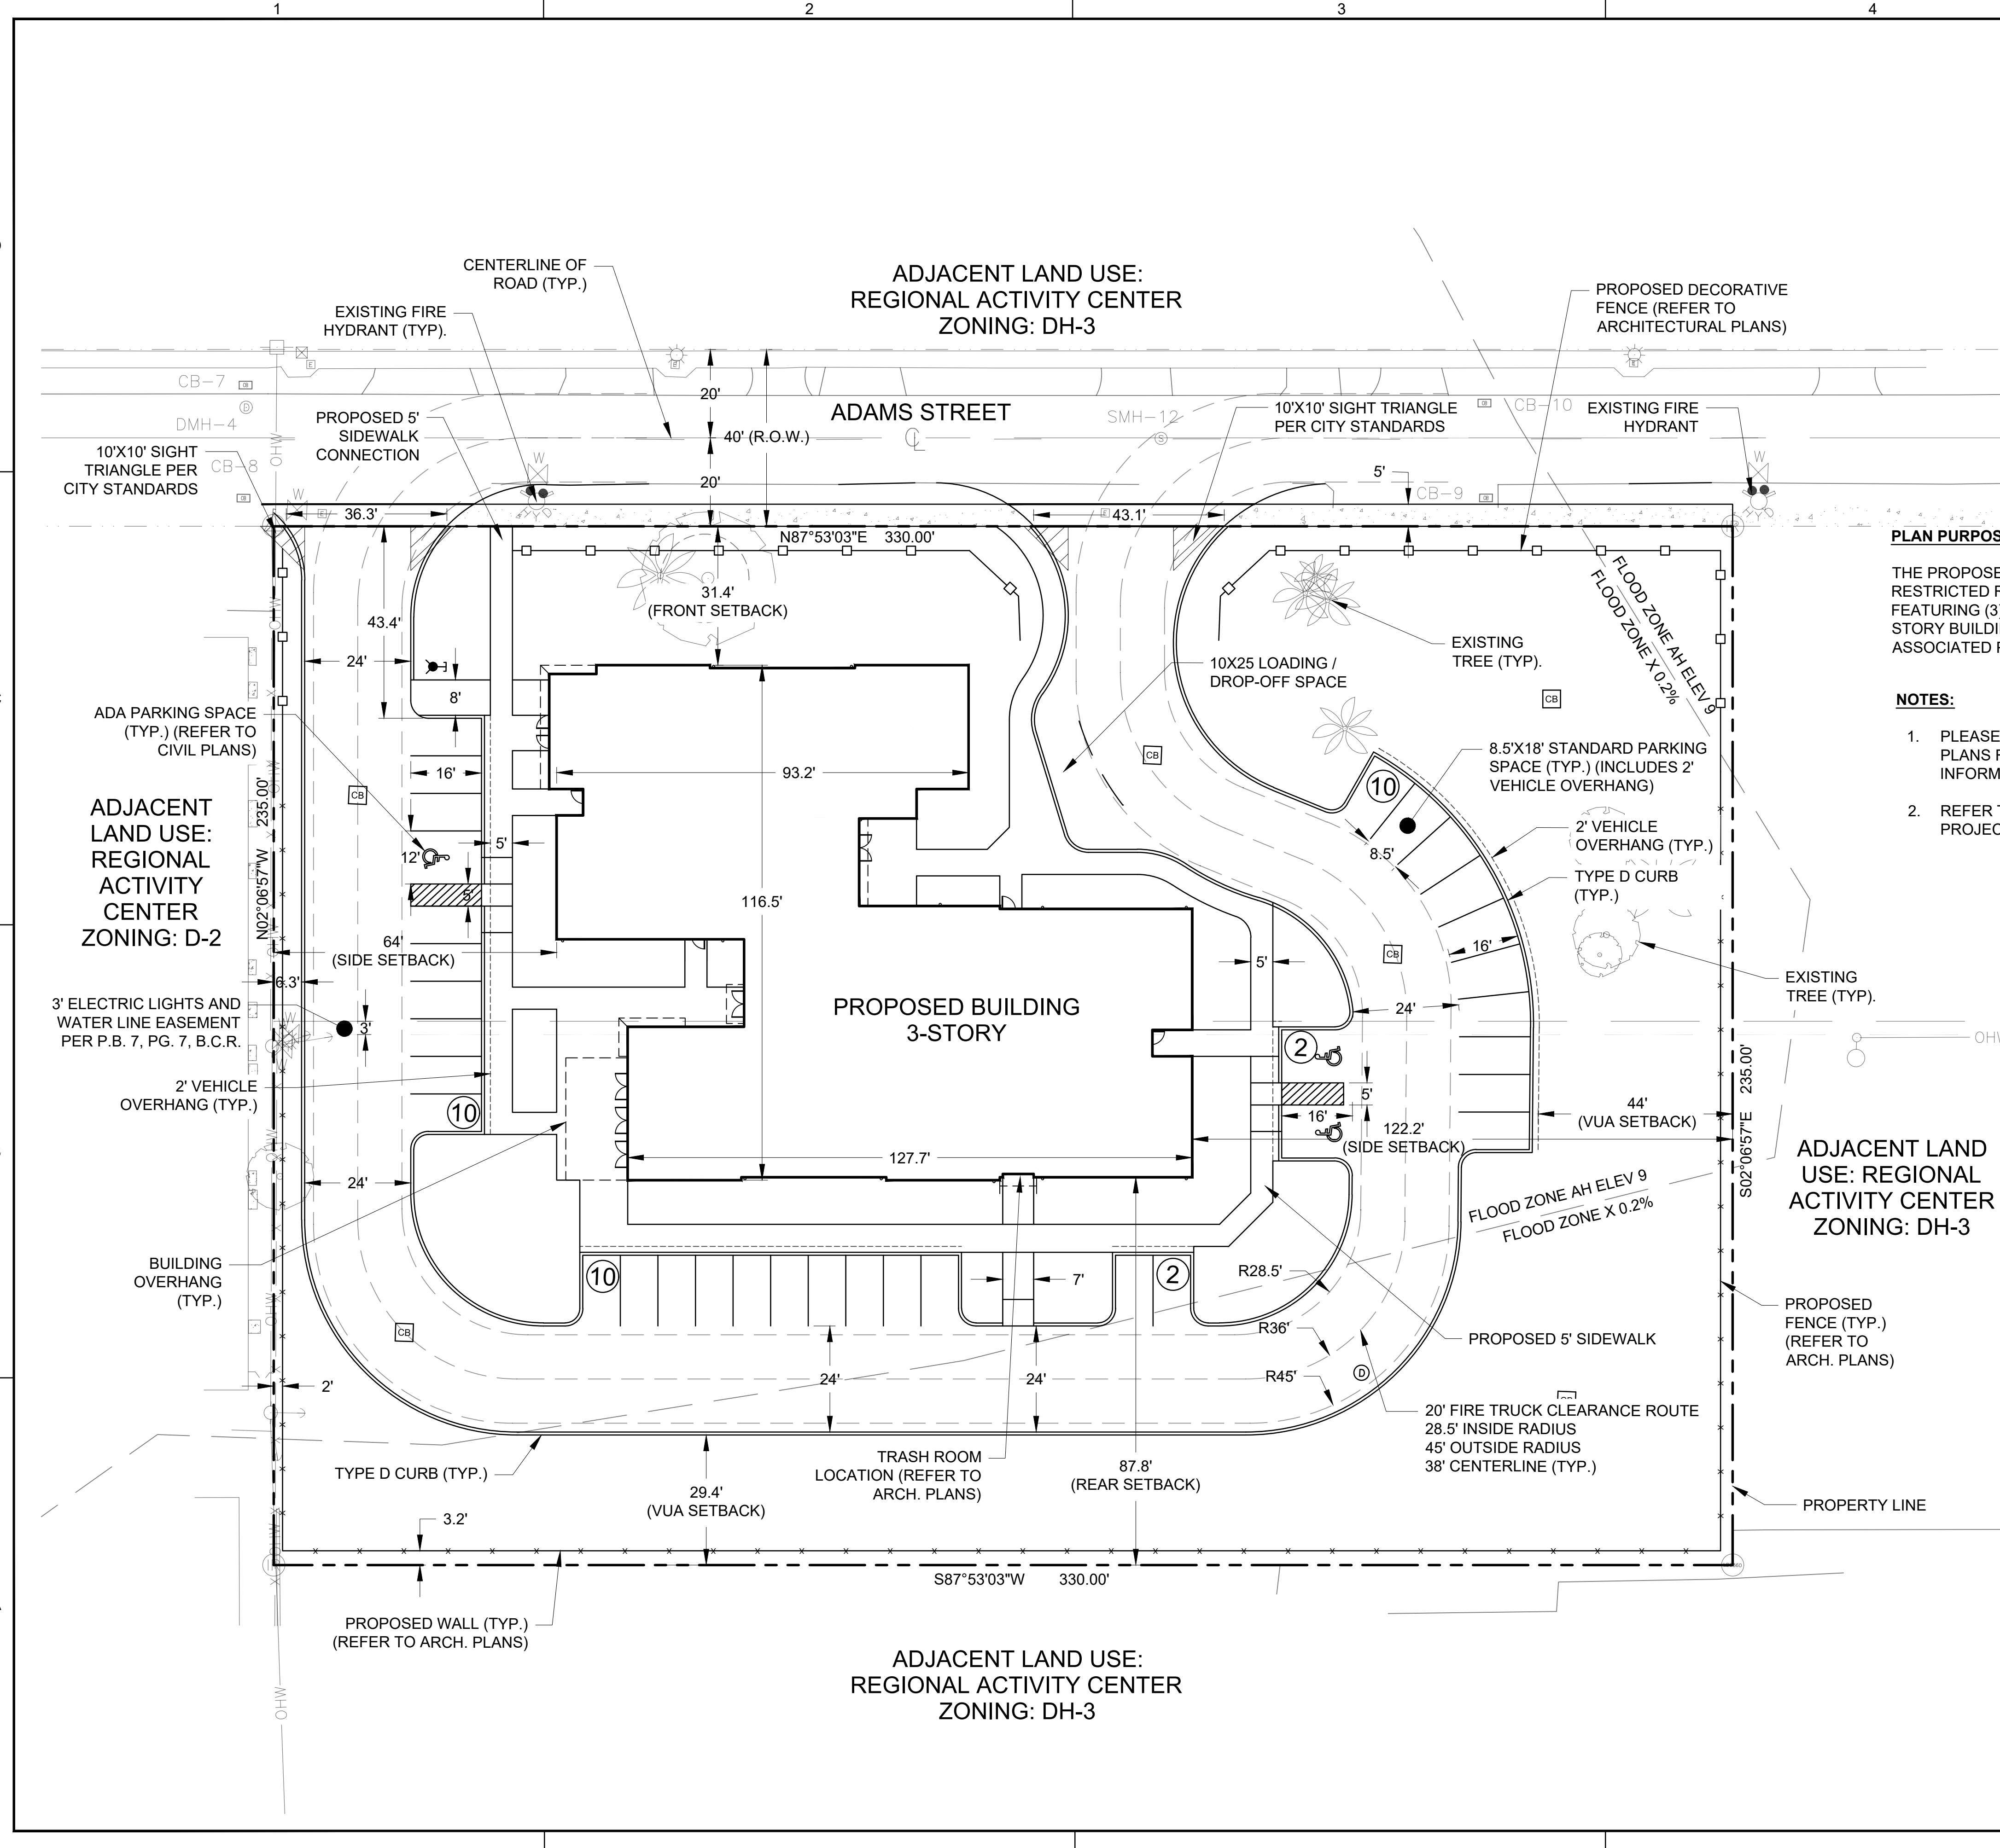 1
2
3
4
ADJACENT LAND USE:
REGIONAL ACTIVITY CENTER
ZONING: DH-3
CENTERLINE OF
ROAD (TYP.)
EXISTING FIRE
HYDRANT (TYP).
PROPOSED DECORATIVE
FENCE (REFER TO
ARCHITECTURAL PLANS)
CB-7
DMH-4
CB-8
PROPOSED 5'
SIDEWALK
CONNECTION
10'X10' SIGHT
TRIANGLE PER
CITY STANDARDS
20'
40' (R.O.W.)
20'
ADAMS STREET
SMH-12
10'X10' SIGHT TRIANGLE
PER CITY STANDARDS
CB-10
EXISTING FIRE
HYDRANT
5'
CB-9
W
W
W
HYD
HYD
OHW
36.3'
43.1'
N87°53'03"E 330.00'
PLAN PURPOS
THE PROPOSE
RESTRICTED F
FEATURING (3)
STORY BUILDI
ASSOCIATED P
31.4'
(FRONT SETBACK)
43.4'
24'
8'
EXISTING
TREE (TYP).
FLOOD ZONE AH ELEV 9
FLOOD ZONE X 0.2%
10X25 LOADING /
DROP-OFF SPACE
ADA PARKING SPACE
(TYP.) (REFER TO
CIVIL PLANS)
NOTES:
1. PLEASE
PLANS F
INFORM
2. REFER T
PROJEC
CB
CB
CB
CB
CB
16'
93.2'
8.5'X18' STANDARD PARKING
SPACE (TYP.) (INCLUDES 2'
VEHICLE OVERHANG)
10
ADJACENT
LAND USE:
REGIONAL
ACTIVITY
CENTER
ZONING: D-2
N02°06'57"W 235.00'
12'
5'
5'
8.5'
2' VEHICLE
OVERHANG (TYP.)
TYPE D CURB
(TYP.)
116.5'
64'
(SIDE SETBACK)
16'
5'
6.3'
EXISTING
TREE (TYP).
3' ELECTRIC LIGHTS AND
WATER LINE EASEMENT
PER P.B. 7, PG. 7, B.C.R.
3'
PROPOSED BUILDING
3-STORY
24'
2
2' VEHICLE
OVERHANG (TYP.)
10
5'
16'
122.2'
(SIDE SETBACK)
44'
(VUA SETBACK)
S02°06'57"E 235.00'
127.7'
24'
ADJACENT LAND
USE: REGIONAL
ACTIVITY CENTER
ZONING: DH-3
FLOOD ZONE AH ELEV 9
FLOOD ZONE X 0.2%
BUILDING
OVERHANG
(TYP.)
10
7'
2
R28.5'
R36'
R45'
D
PROPOSED 5' SIDEWALK
PROPOSED
FENCE (TYP.)
(REFER TO
ARCH. PLANS)
2'
24'
24'
20' FIRE TRUCK CLEARANCE ROUTE
28.5' INSIDE RADIUS
45' OUTSIDE RADIUS
38' CENTERLINE (TYP.)
TYPE D CURB (TYP.)
TRASH ROOM
LOCATION (REFER TO
ARCH. PLANS)
87.8'
(REAR SETBACK)
29.4'
(VUA SETBACK)
PROPERTY LINE
3.2'
S87°53'03"W 330.00'
PROPOSED WALL (TYP.)
(REFER TO ARCH. PLANS)
ADJACENT LAND USE:
REGIONAL ACTIVITY CENTER
ZONING: DH-3
OHW